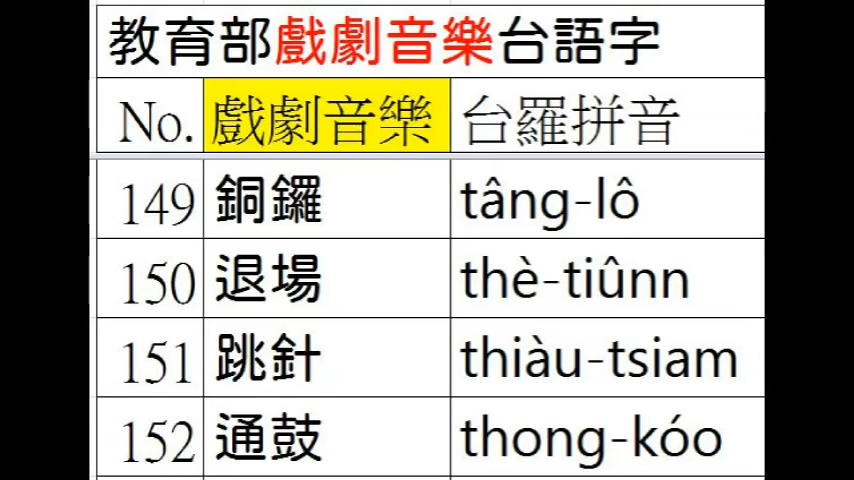 教育部戲劇音樂台語字
No. 戲劇音樂 台羅拼音
149 銅鑼 tâng-lô
150 退場 thè-tiûnn
151 跳針 thiàu-tsiam
152 通鼓 thong-kóo